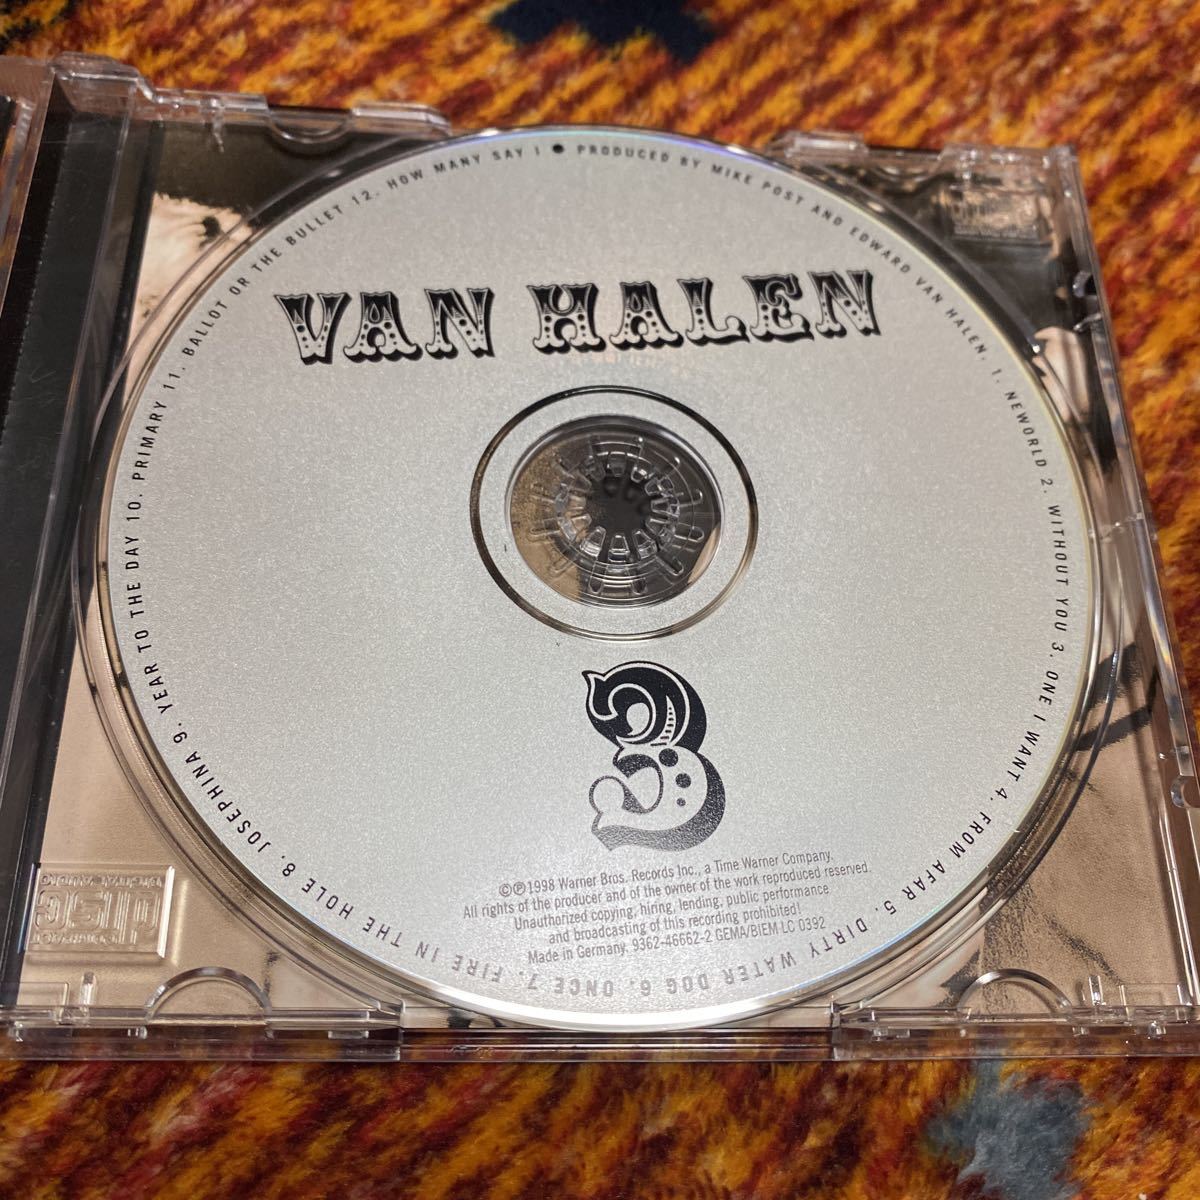 VAN HALEN
3
PRODUCED BY MIKE POST AND EDWARD VAN HALEN. 1. NEWORLD 2. WITHOUT YOU 3. ONE I WANT 4. FROM AFAR 5. DIRTY WATER DOG 6. ONCE 7. FIRE IN THE HOLE 8. JOSEPHINA 9. YEAR TO THE DAY 10. PRIMARY 11. BALLOT OR THE BULLET 12. HOW MANY SAY I •
©℗1998 Warner Bros. Records Inc., a Time Warner Company.
All rights of the producer and of the owner of the work reproduced reserved.
Unauthorized copying, hiring, lending, public performance
and broadcasting of this recording prohibited!
Made in Germany. 9362-46662-2 GEMA/BIEM LC 0392
COMPACT
disc
DIGITAL AUDIO